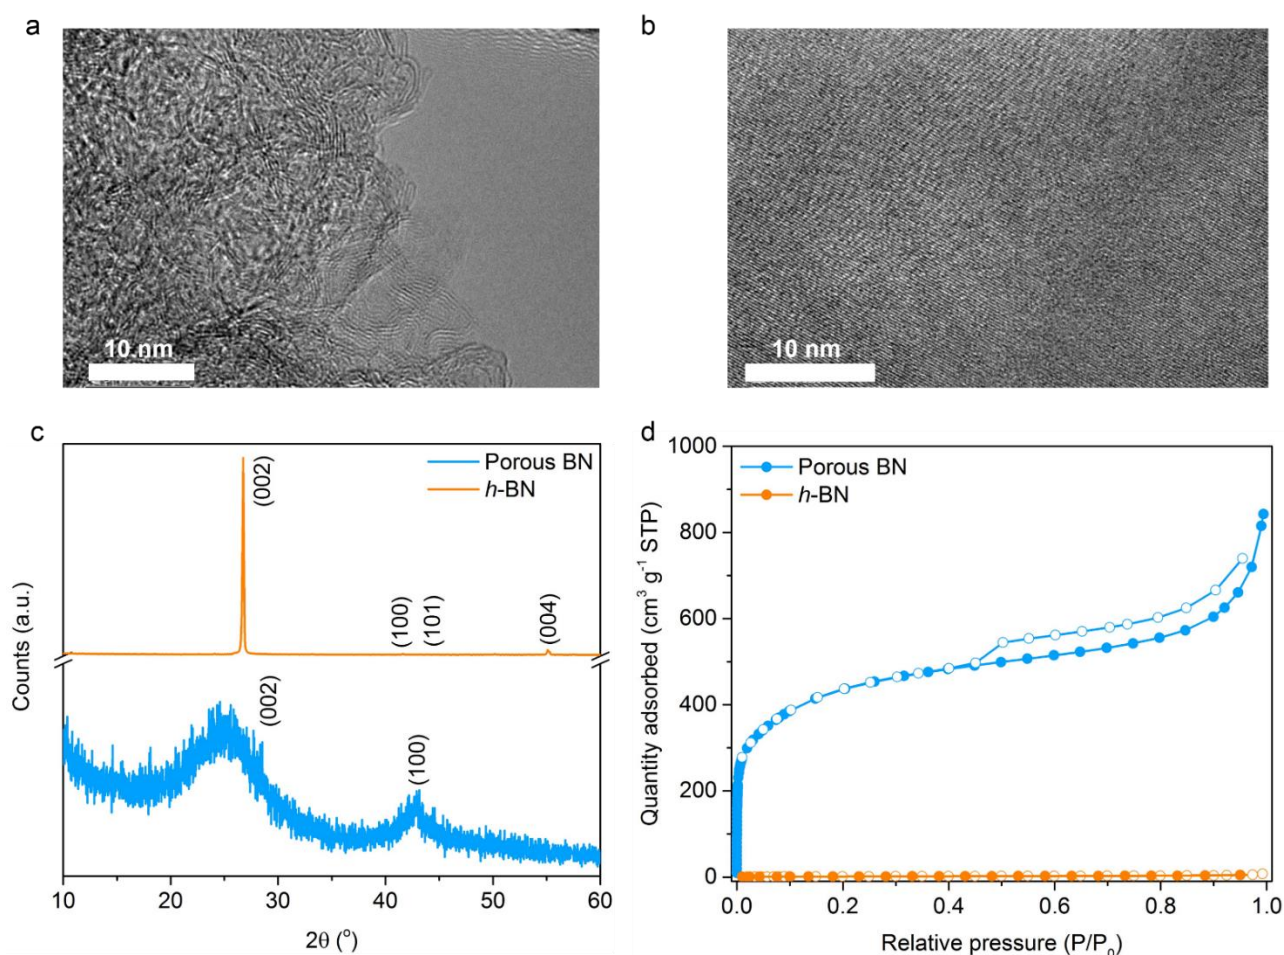 a
b
10 nm
10 nm
c
Porous BN
h-BN
(002)
(100)
(101)
(004)
(002)
(100)
Counts (a.u.)
10 20 30 40 50 60
2θ (°)
d
Porous BN
h-BN
1000
800
600
400
200
0
Quantity adsorbed (cm³ g⁻¹ STP)
0.0 0.2 0.4 0.6 0.8 1.0
Relative pressure (P/P₀)